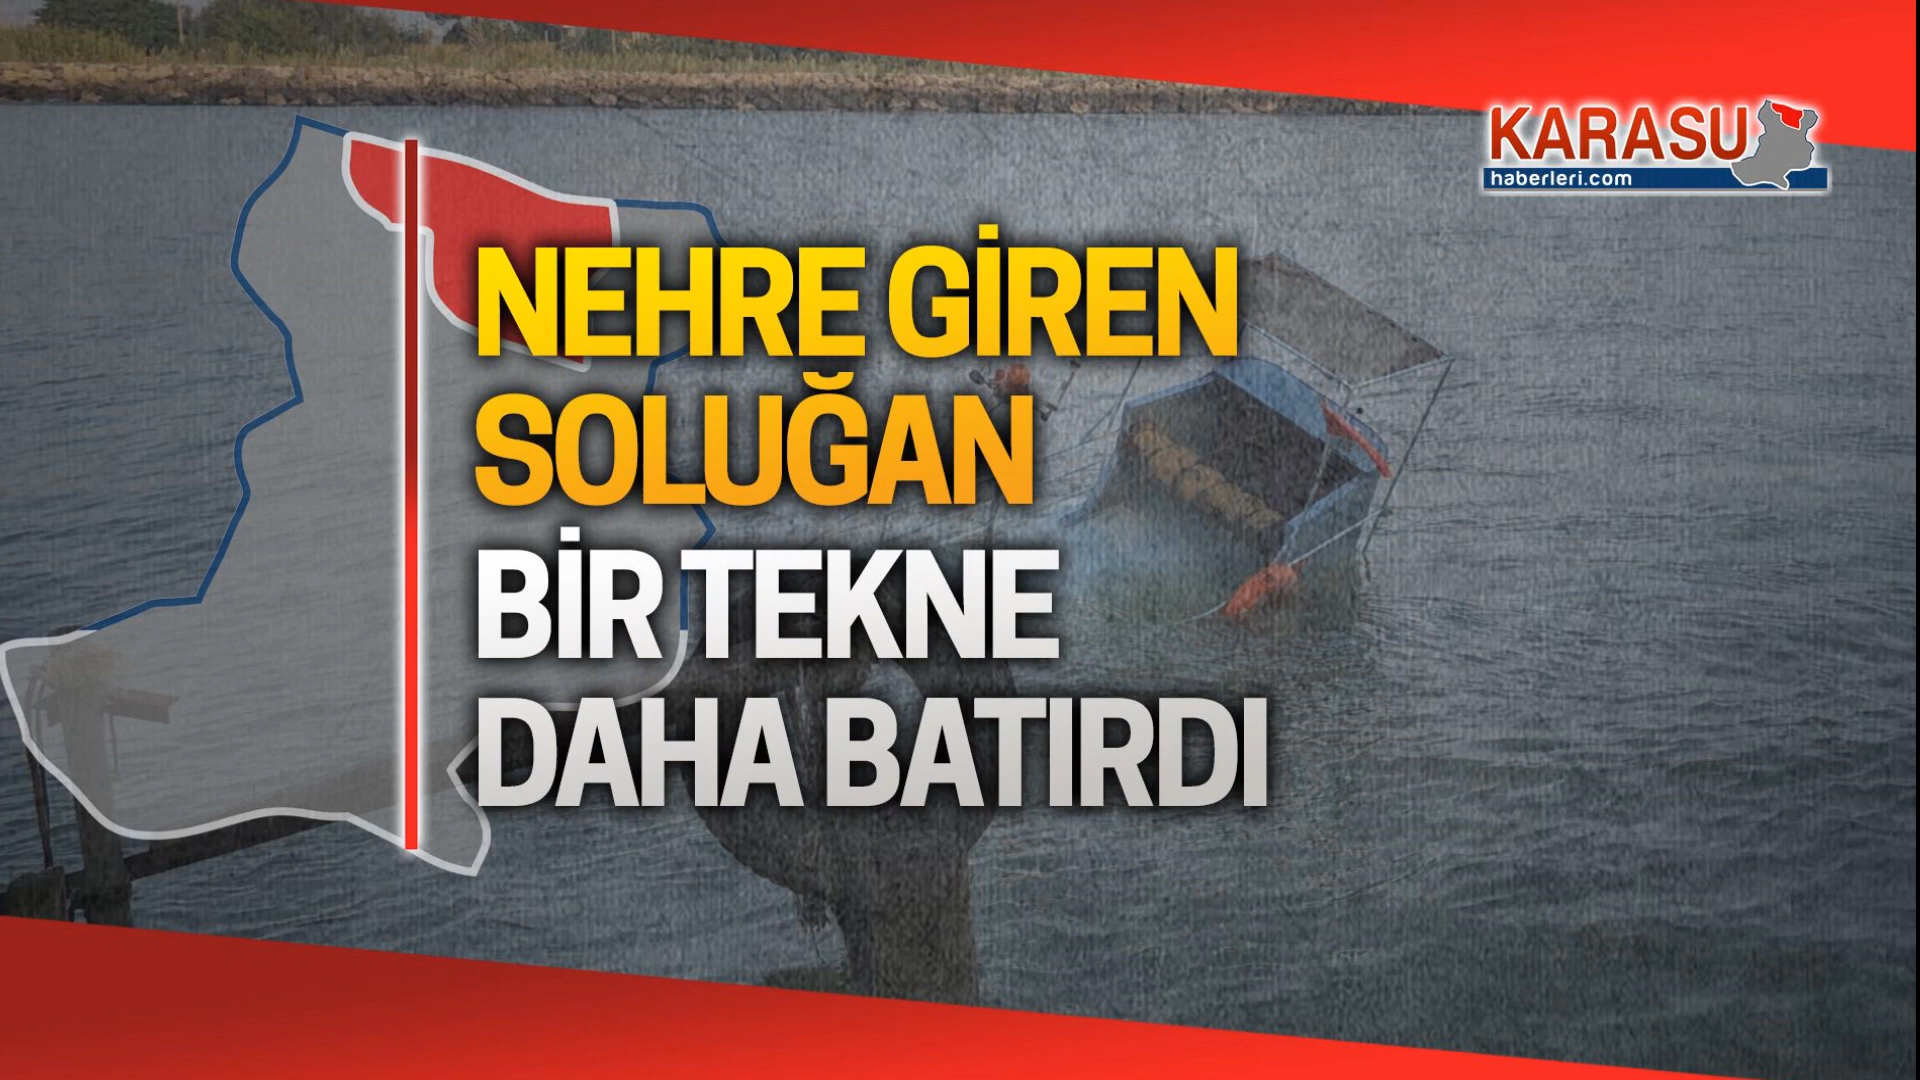 KARASU
haberleri.com
NEHRE GİREN
SOLUĞAN
BİR TEKNE
DAHA BATIRDI